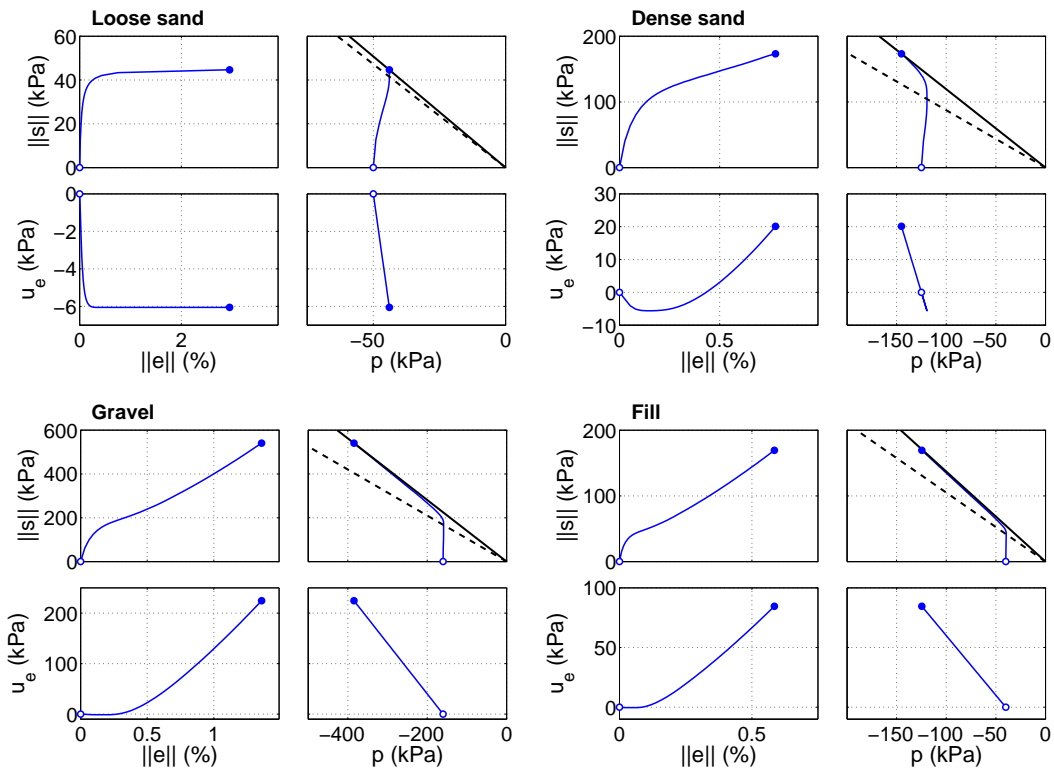 Loose sand
Dense sand
||s|| (kPa)
60
40
20
0
||s|| (kPa)
200
100
0
u_e (kPa)
0
−2
−4
−6
0 2
||e|| (%)
−50 0
p (kPa)
u_e (kPa)
30
20
10
0
−10
0 0.5
||e|| (%)
−150 −100 −50 0
p (kPa)
Gravel
Fill
||s|| (kPa)
600
400
200
0
||s|| (kPa)
200
100
0
u_e (kPa)
200
100
0
0 0.5 1
||e|| (%)
−400 −200 0
p (kPa)
u_e (kPa)
100
50
0
0 0.5
||e|| (%)
−150 −100 −50 0
p (kPa)